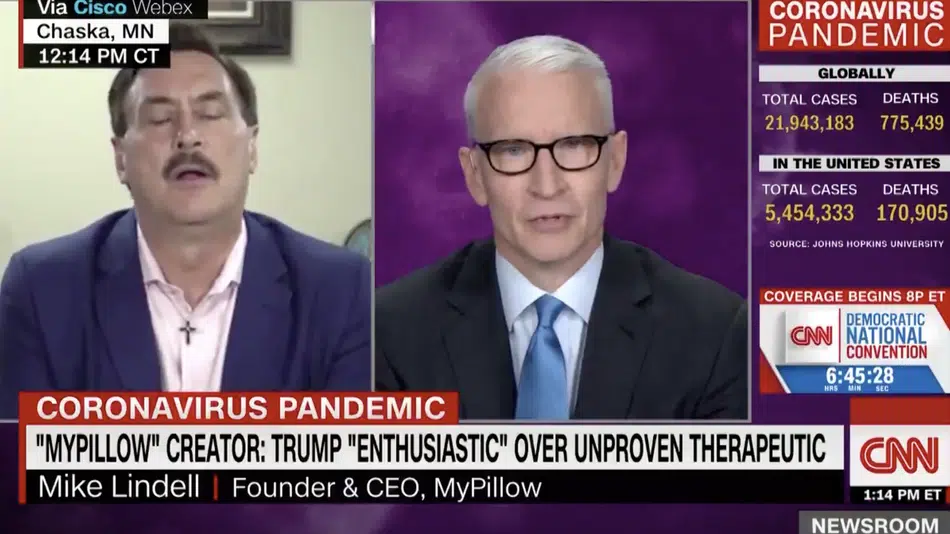 Via Cisco Webex
Chaska, MN
12:14 PM CT
CORONAVIRUS
PANDEMIC
GLOBALLY
TOTAL CASES DEATHS
21,943,183 775,439
IN THE UNITED STATES
TOTAL CASES DEATHS
5,454,333 170,905
SOURCE: JOHNS HOPKINS UNIVERSITY
COVERAGE BEGINS 8P ET
CNN
DEMOCRATIC
NATIONAL
CONVENTION
6:45:28
HRS MIN SEC
CORONAVIRUS PANDEMIC
"MYPILLOW" CREATOR: TRUMP "ENTHUSIASTIC" OVER UNPROVEN THERAPEUTIC
Mike Lindell | Founder & CEO, MyPillow
CNN
1:14 PM ET
NEWSROOM